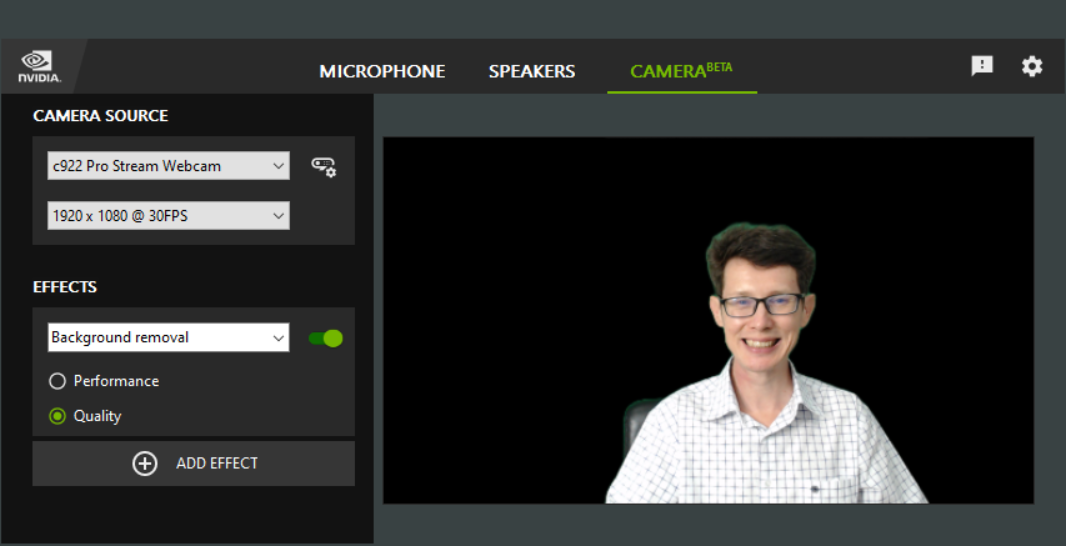 NVIDIA.
MICROPHONE SPEAKERS CAMERA BETA
CAMERA SOURCE
c922 Pro Stream Webcam
1920 x 1080 @ 30FPS
EFFECTS
Background removal
Performance
Quality
ADD EFFECT